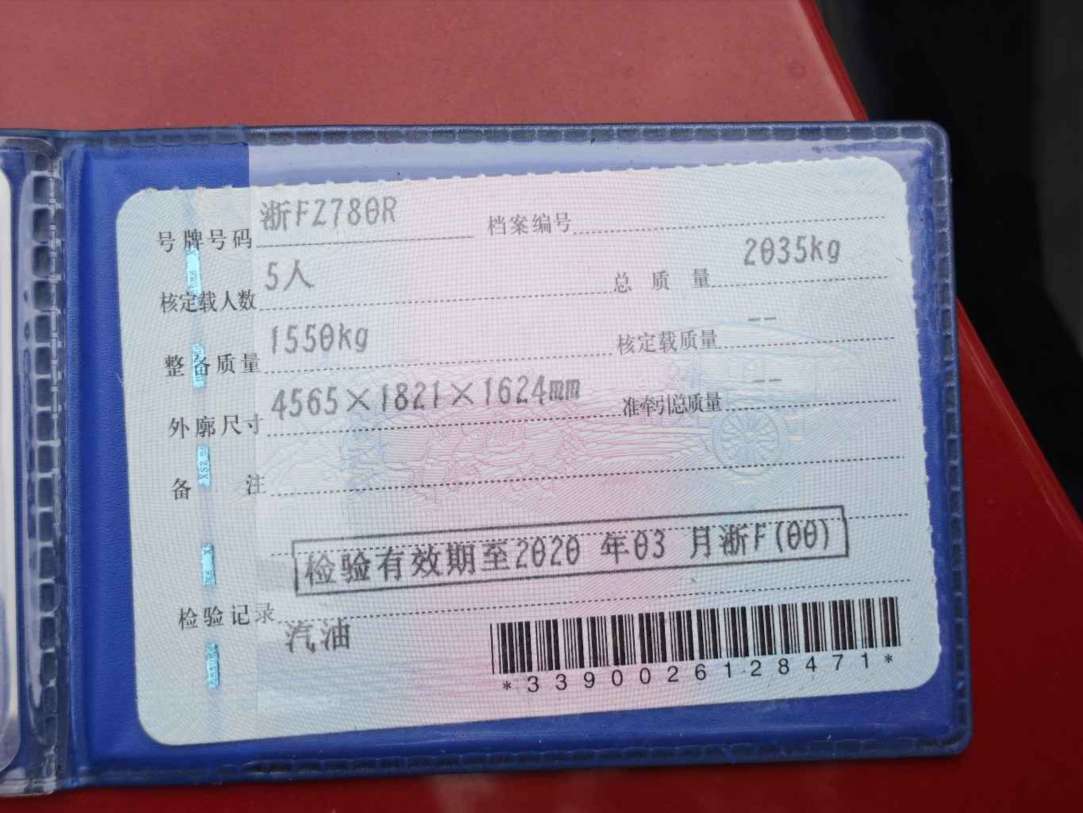 号牌号码 浙FZ780R 档案编号
核定载人数 5人 总质量 2035kg
整备质量 1550kg 核定载质量 --
外廓尺寸 4565×1821×1624mm 准牵引总质量 --
备注
检验有效期至2020年03月浙F(00)
检验记录
汽油
*3390026128471*